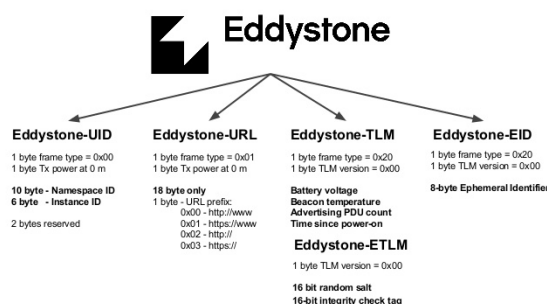 Eddystone
Eddystone-UID
1 byte frame type = 0x00
1 byte Tx power at 0 m
10 byte - Namespace ID
6 byte - Instance ID
2 bytes reserved
Eddystone-URL
1 byte frame type = 0x01
1 byte Tx power at 0 m
18 byte only
1 byte - URL prefix:
0x00 - http://www
0x01 - https://www
0x02 - http://
0x03 - https://
Eddystone-TLM
1 byte frame type = 0x20
1 byte TLM version = 0x00
Battery voltage
Beacon temperature
Advertising PDU count
Time since power-on
Eddystone-ETLM
1 byte TLM version = 0x00
16 bit random salt
16-bit integrity check tag
Eddystone-EID
1 byte frame type = 0x20
1 byte TLM version = 0x00
8-byte Ephemeral Identifier